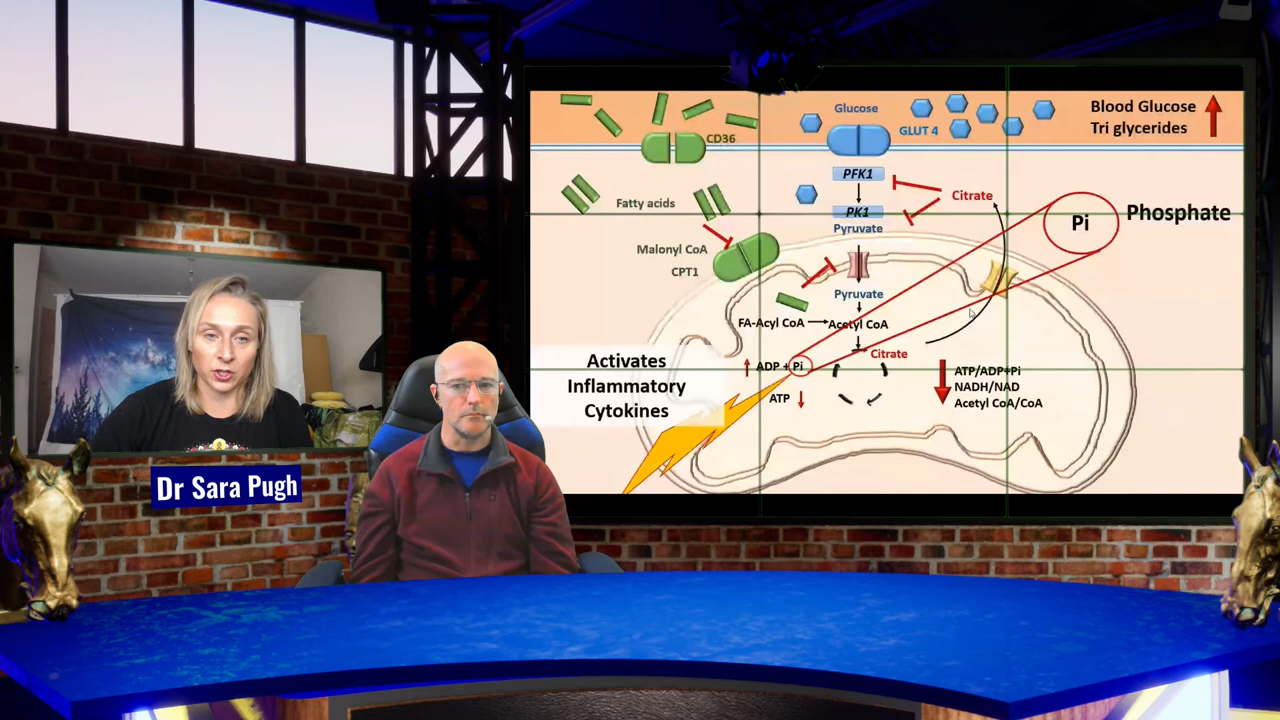 Blood Glucose
Tri glycerides
Glucose
CD36
GLUT 4
PFK1
Citrate
Fatty acids
PK1
Pyruvate
Pi
Phosphate
Malonyl CoA
CPT1
Pyruvate
FA-Acyl CoA
Acetyl CoA
Citrate
Activates
Inflammatory
Cytokines
ADP + Pi
ATP
ATP/ADP+Pi
NADH/NAD
Acetyl CoA/CoA
Dr Sara Pugh